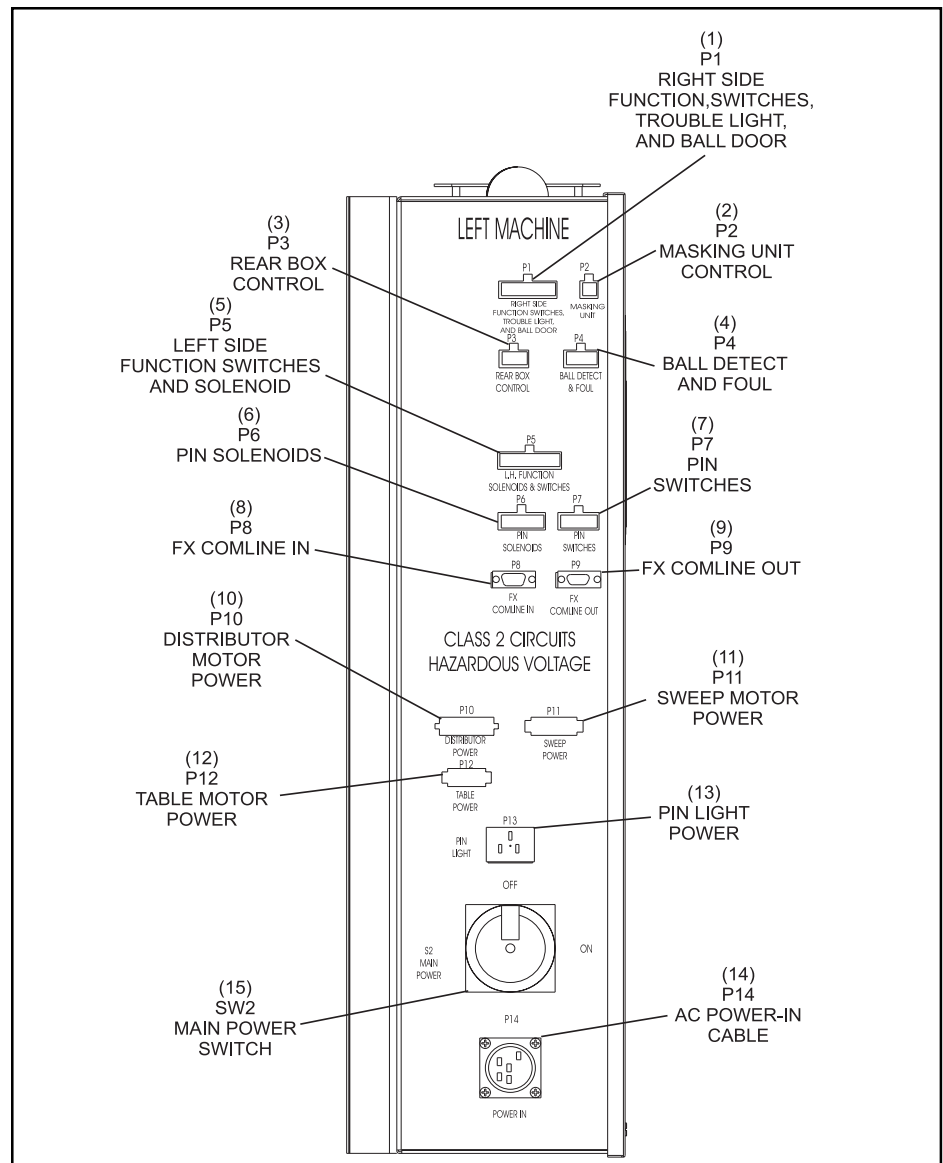 (1)
P1
RIGHT SIDE
FUNCTION,SWITCHES,
TROUBLE LIGHT,
AND BALL DOOR
(2)
P2
MASKING UNIT
CONTROL
(3)
P3
REAR BOX
CONTROL
(4)
P4
BALL DETECT
AND FOUL
(5)
P5
LEFT SIDE
FUNCTION SWITCHES
AND SOLENOID
(6)
P6
PIN SOLENOIDS
(7)
P7
PIN
SWITCHES
(8)
P8
FX COMLINE IN
(9)
P9
FX COMLINE OUT
(10)
P10
DISTRIBUTOR
MOTOR
POWER
(11)
P11
SWEEP MOTOR
POWER
(12)
P12
TABLE MOTOR
POWER
(13)
PIN LIGHT
POWER
(14)
P14
AC POWER-IN
CABLE
(15)
SW2
MAIN POWER
SWITCH
LEFT MACHINE
P1
RIGHT SIDE
FUNCTION SWITCHES,
TROUBLE LIGHT,
AND BALL DOOR
P2
MASKING
UNIT
P3
REAR BOX
CONTROL
P4
BALL DETECT
& FOUL
P5
L.H. FUNCTION
SOLENOIDS & SWITCHES
P6
PIN
SOLENOIDS
P7
PIN
SWITCHES
P8
FX
COMLINE IN
P9
FX
COMLINE OUT
CLASS 2 CIRCUITS
HAZARDOUS VOLTAGE
P10
DISTRIBUTOR
POWER
P11
SWEEP
POWER
P12
TABLE
POWER
P13
PIN
LIGHT
OFF
S2
MAIN
POWER
ON
P14
POWER IN